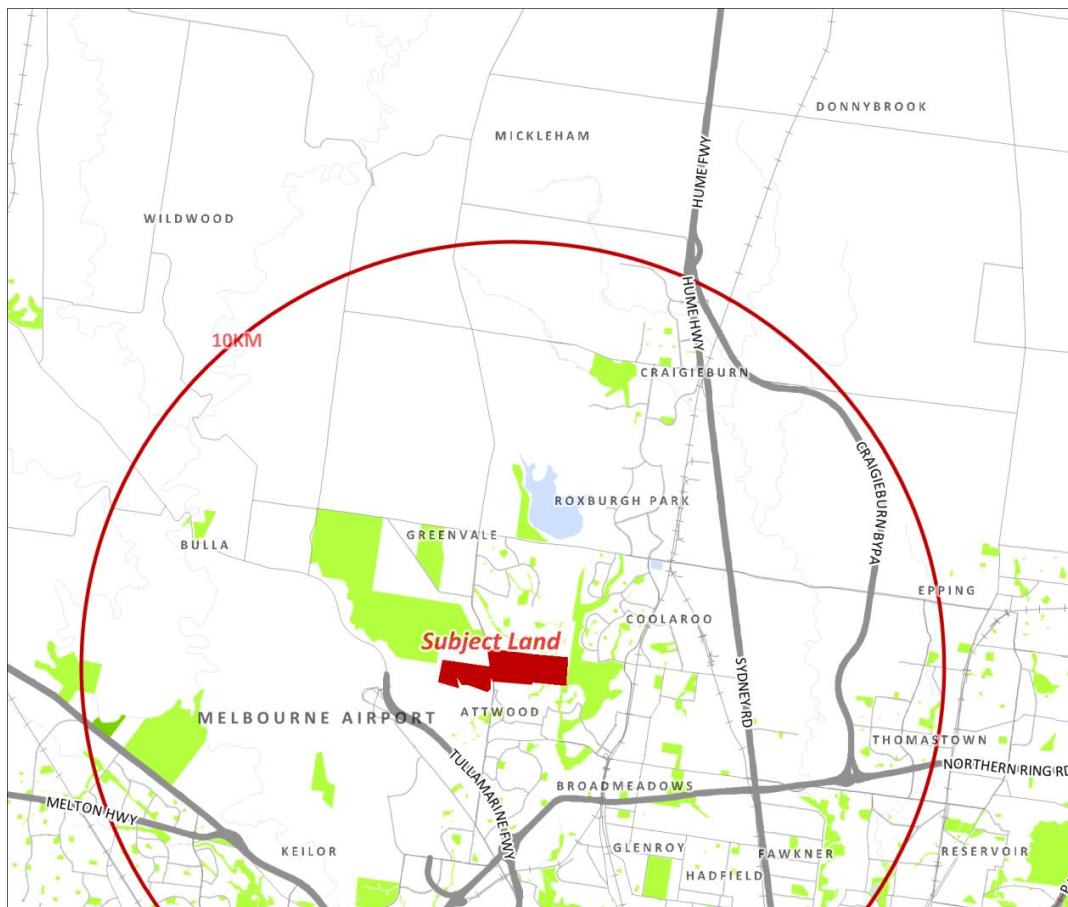 DONNYBROOK
MICKLEHAM
HUME FWY
WILDWOOD
HUME HWY
10KM
CRAIGIEBURN
CRAIGIEBURN BYPA
ROXBURGH PARK
GREENVALE
BULLA
EPPING
COOLAROO
Subject Land
SYDNEY RD
MELBOURNE AIRPORT
ATTWOOD
THOMASTOWN
NORTHERN RING RD
TULLAMARINE FWY
BROADMEADOWS
MELTON HWY
KEILOR
GLENROY
FAWKNER
RESERVOIR
HADFIELD